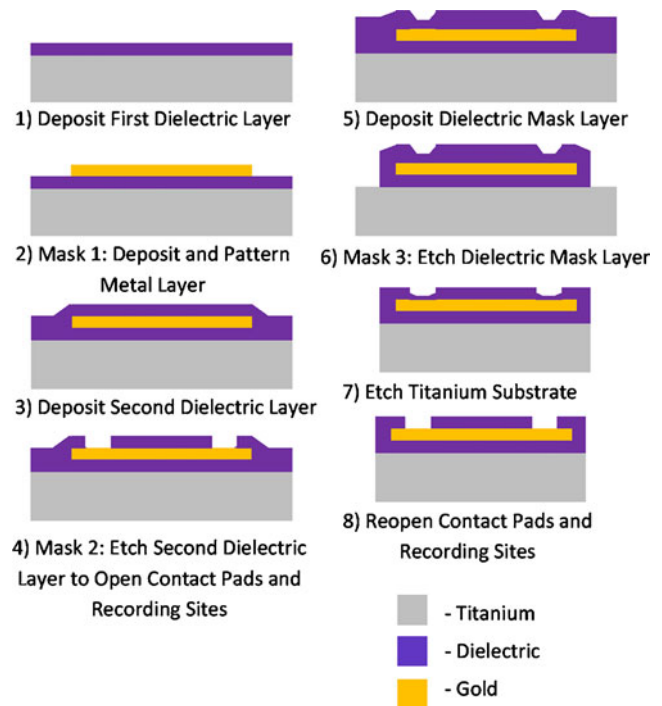 1) Deposit First Dielectric Layer
2) Mask 1: Deposit and Pattern
Metal Layer
3) Deposit Second Dielectric Layer
4) Mask 2: Etch Second Dielectric
Layer to Open Contact Pads and
Recording Sites
5) Deposit Dielectric Mask Layer
6) Mask 3: Etch Dielectric Mask Layer
7) Etch Titanium Substrate
8) Reopen Contact Pads and
Recording Sites
- Titanium
- Dielectric
- Gold